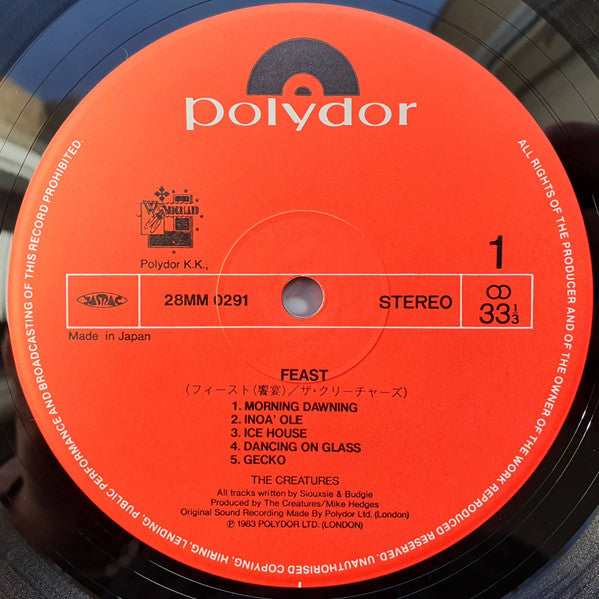 polydor
WONDERLAND
Polydor K.K.,
1
JASRAC
28MM 0291
STEREO
33 1/3
Made in Japan
FEAST
(フィースト(饗宴)/ザ・クリーチャーズ)
1. MORNING DAWNING
2. INOA' OLE
3. ICE HOUSE
4. DANCING ON GLASS
5. GECKO
THE CREATURES
All tracks written by Siouxsie & Budgie
Produced by The Creatures/Mike Hedges
Original Sound Recording Made By Polydor Ltd. (London)
℗ 1983 POLYDOR LTD. (LONDON)
ALL RIGHTS OF THE PRODUCER AND OF THE OWNER OF THE WORK REPRODUCED RESERVED. UNAUTHORISED COPYING, HIRING, LENDING, PUBLIC PERFORMANCE AND BROADCASTING OF THIS RECORD PROHIBITED.